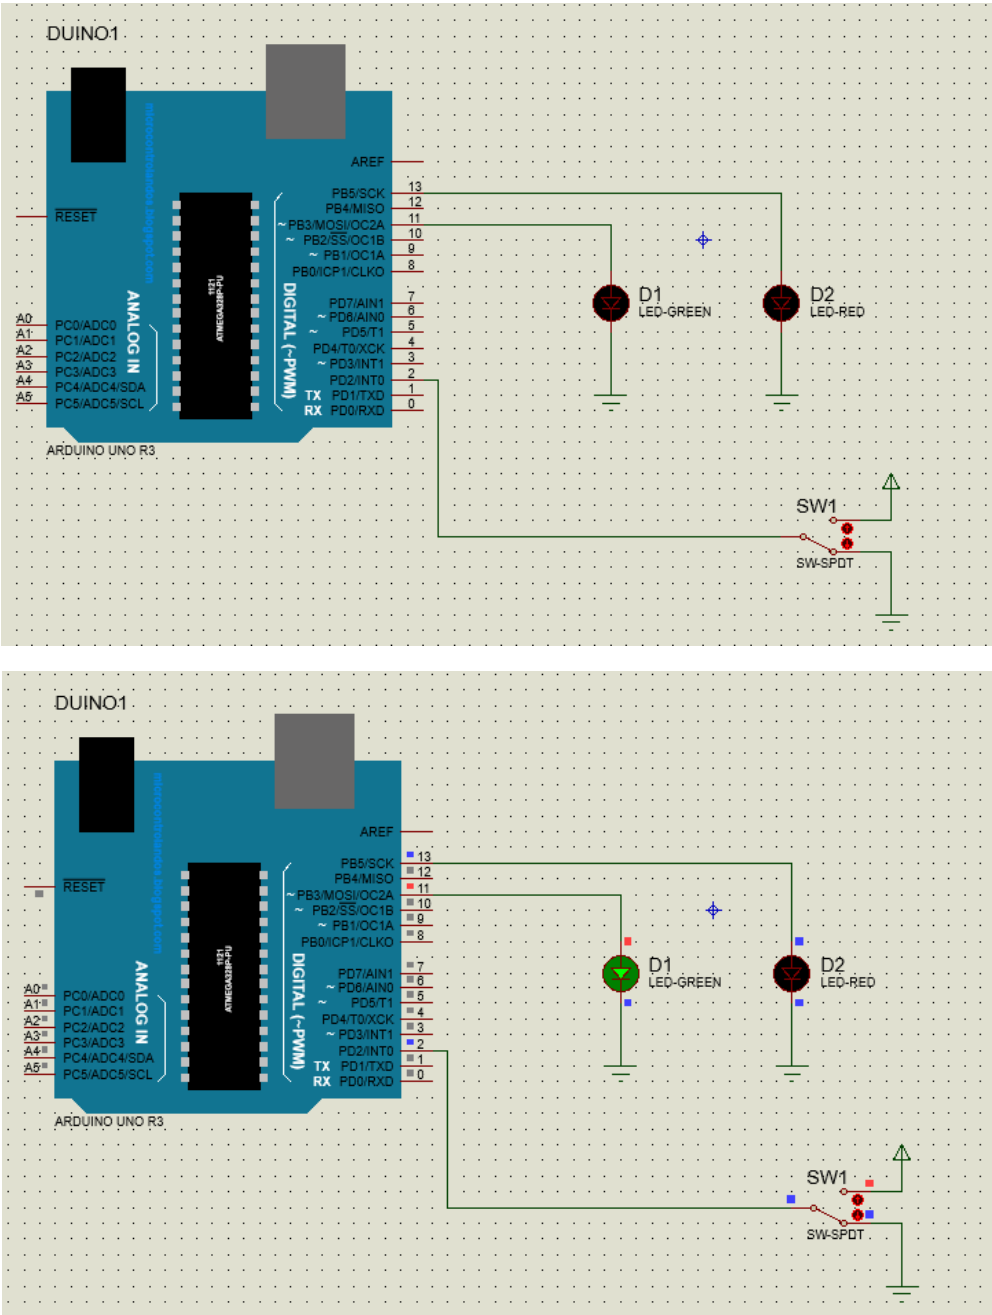 DUINO1
microcontrolandos.blogspot.com
AREF
RESET
PB5/SCK 13
PB4/MISO 12
~ PB3/MOSI/OC2A 11
~ PB2/SS/OC1B 10
~ PB1/OC1A 9
PB0/ICP1/CLKO 8
1121
ATMEGA328P-PU
DIGITAL (~PWM)
ANALOG IN
PD7/AIN1 7
~ PD6/AIN0 6
~ PD5/T1 5
PD4/T0/XCK 4
~ PD3/INT1 3
PD2/INT0 2
TX PD1/TXD 1
RX PD0/RXD 0
A0 PC0/ADC0
A1 PC1/ADC1
A2 PC2/ADC2
A3 PC3/ADC3
A4 PC4/ADC4/SDA
A5 PC5/ADC5/SCL
ARDUINO UNO R3
D1
LED-GREEN
D2
LED-RED
SW1
SW-SPDT
DUINO1
microcontrolandos.blogspot.com
AREF
RESET
PB5/SCK 13
PB4/MISO 12
~ PB3/MOSI/OC2A 11
~ PB2/SS/OC1B 10
~ PB1/OC1A 9
PB0/ICP1/CLKO 8
1121
ATMEGA328P-PU
DIGITAL (~PWM)
ANALOG IN
PD7/AIN1 7
~ PD6/AIN0 6
~ PD5/T1 5
PD4/T0/XCK 4
~ PD3/INT1 3
PD2/INT0 2
TX PD1/TXD 1
RX PD0/RXD 0
A0 PC0/ADC0
A1 PC1/ADC1
A2 PC2/ADC2
A3 PC3/ADC3
A4 PC4/ADC4/SDA
A5 PC5/ADC5/SCL
ARDUINO UNO R3
D1
LED-GREEN
D2
LED-RED
SW1
SW-SPDT